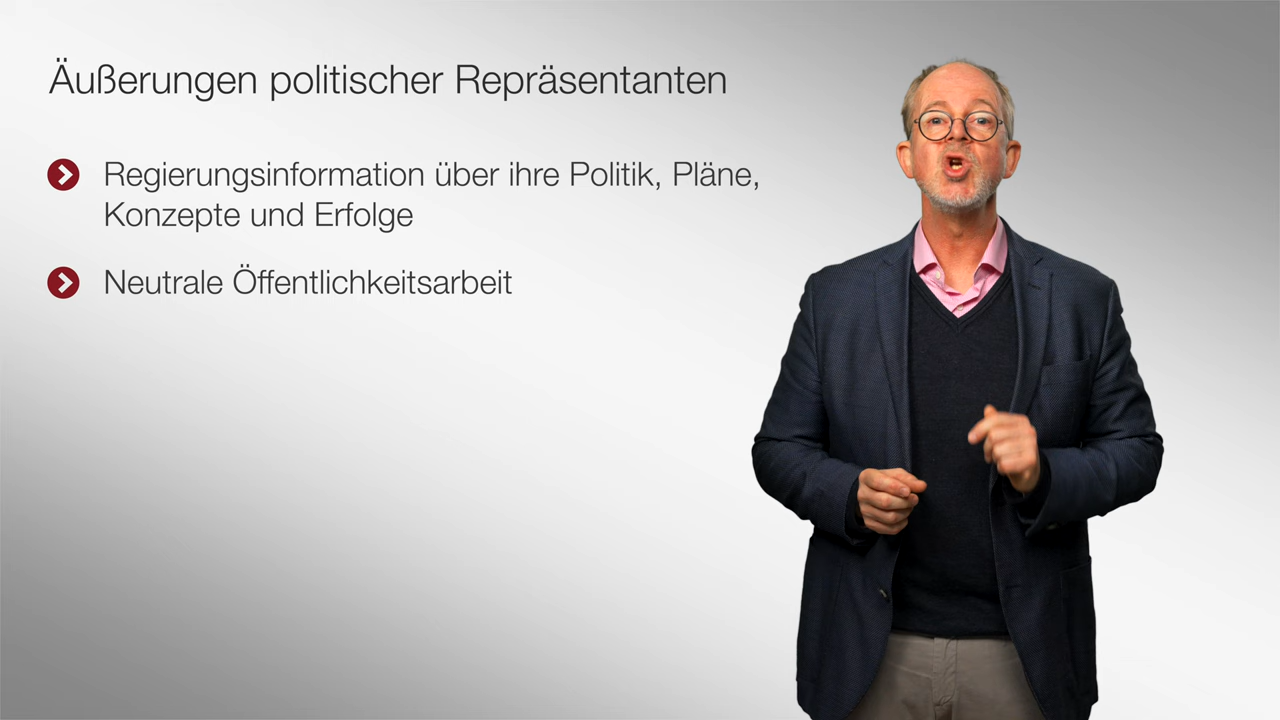 Äußerungen politischer Repräsentanten
Regierungsinformation über ihre Politik, Pläne,
Konzepte und Erfolge
Neutrale Öffentlichkeitsarbeit